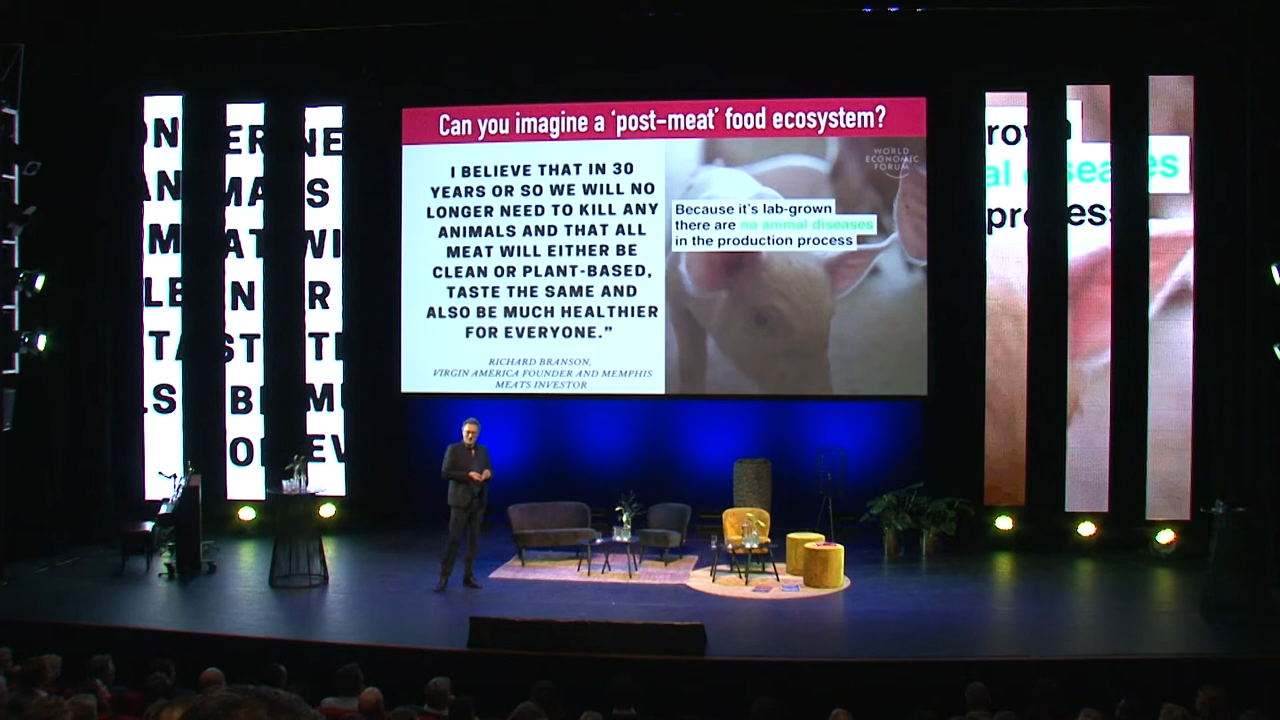 Can you imagine a ‘post-meat’ food ecosystem?
I BELIEVE THAT IN 30
YEARS OR SO WE WILL NO
LONGER NEED TO KILL ANY
ANIMALS AND THAT ALL
MEAT WILL EITHER BE
CLEAN OR PLANT-BASED,
TASTE THE SAME AND
ALSO BE MUCH HEALTHIER
FOR EVERYONE.”
RICHARD BRANSON,
VIRGIN AMERICA FOUNDER AND MEMPHIS
MEATS INVESTOR
WORLD
ECONOMIC
FORUM
Because it's lab-grown
there are no animal diseases
in the production process